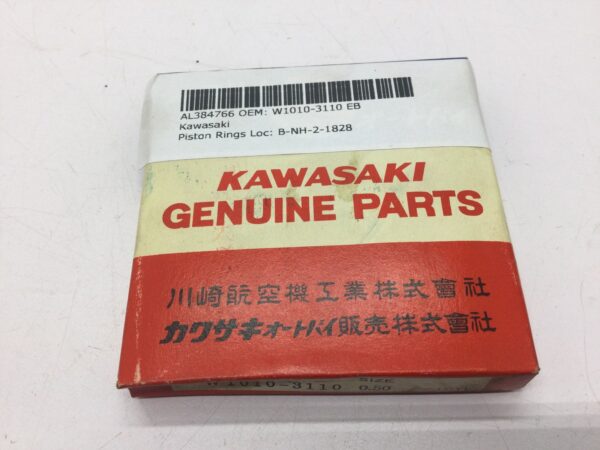 AL384766 OEM: W1010-3110 EB
Kawasaki
Piston Rings Loc: B-NH-2-1828
KAWASAKI
GENUINE PARTS
川崎航空機工業株式會社
カワサキオートバイ販売株式會社
SIZE
W1010-3110 0.50